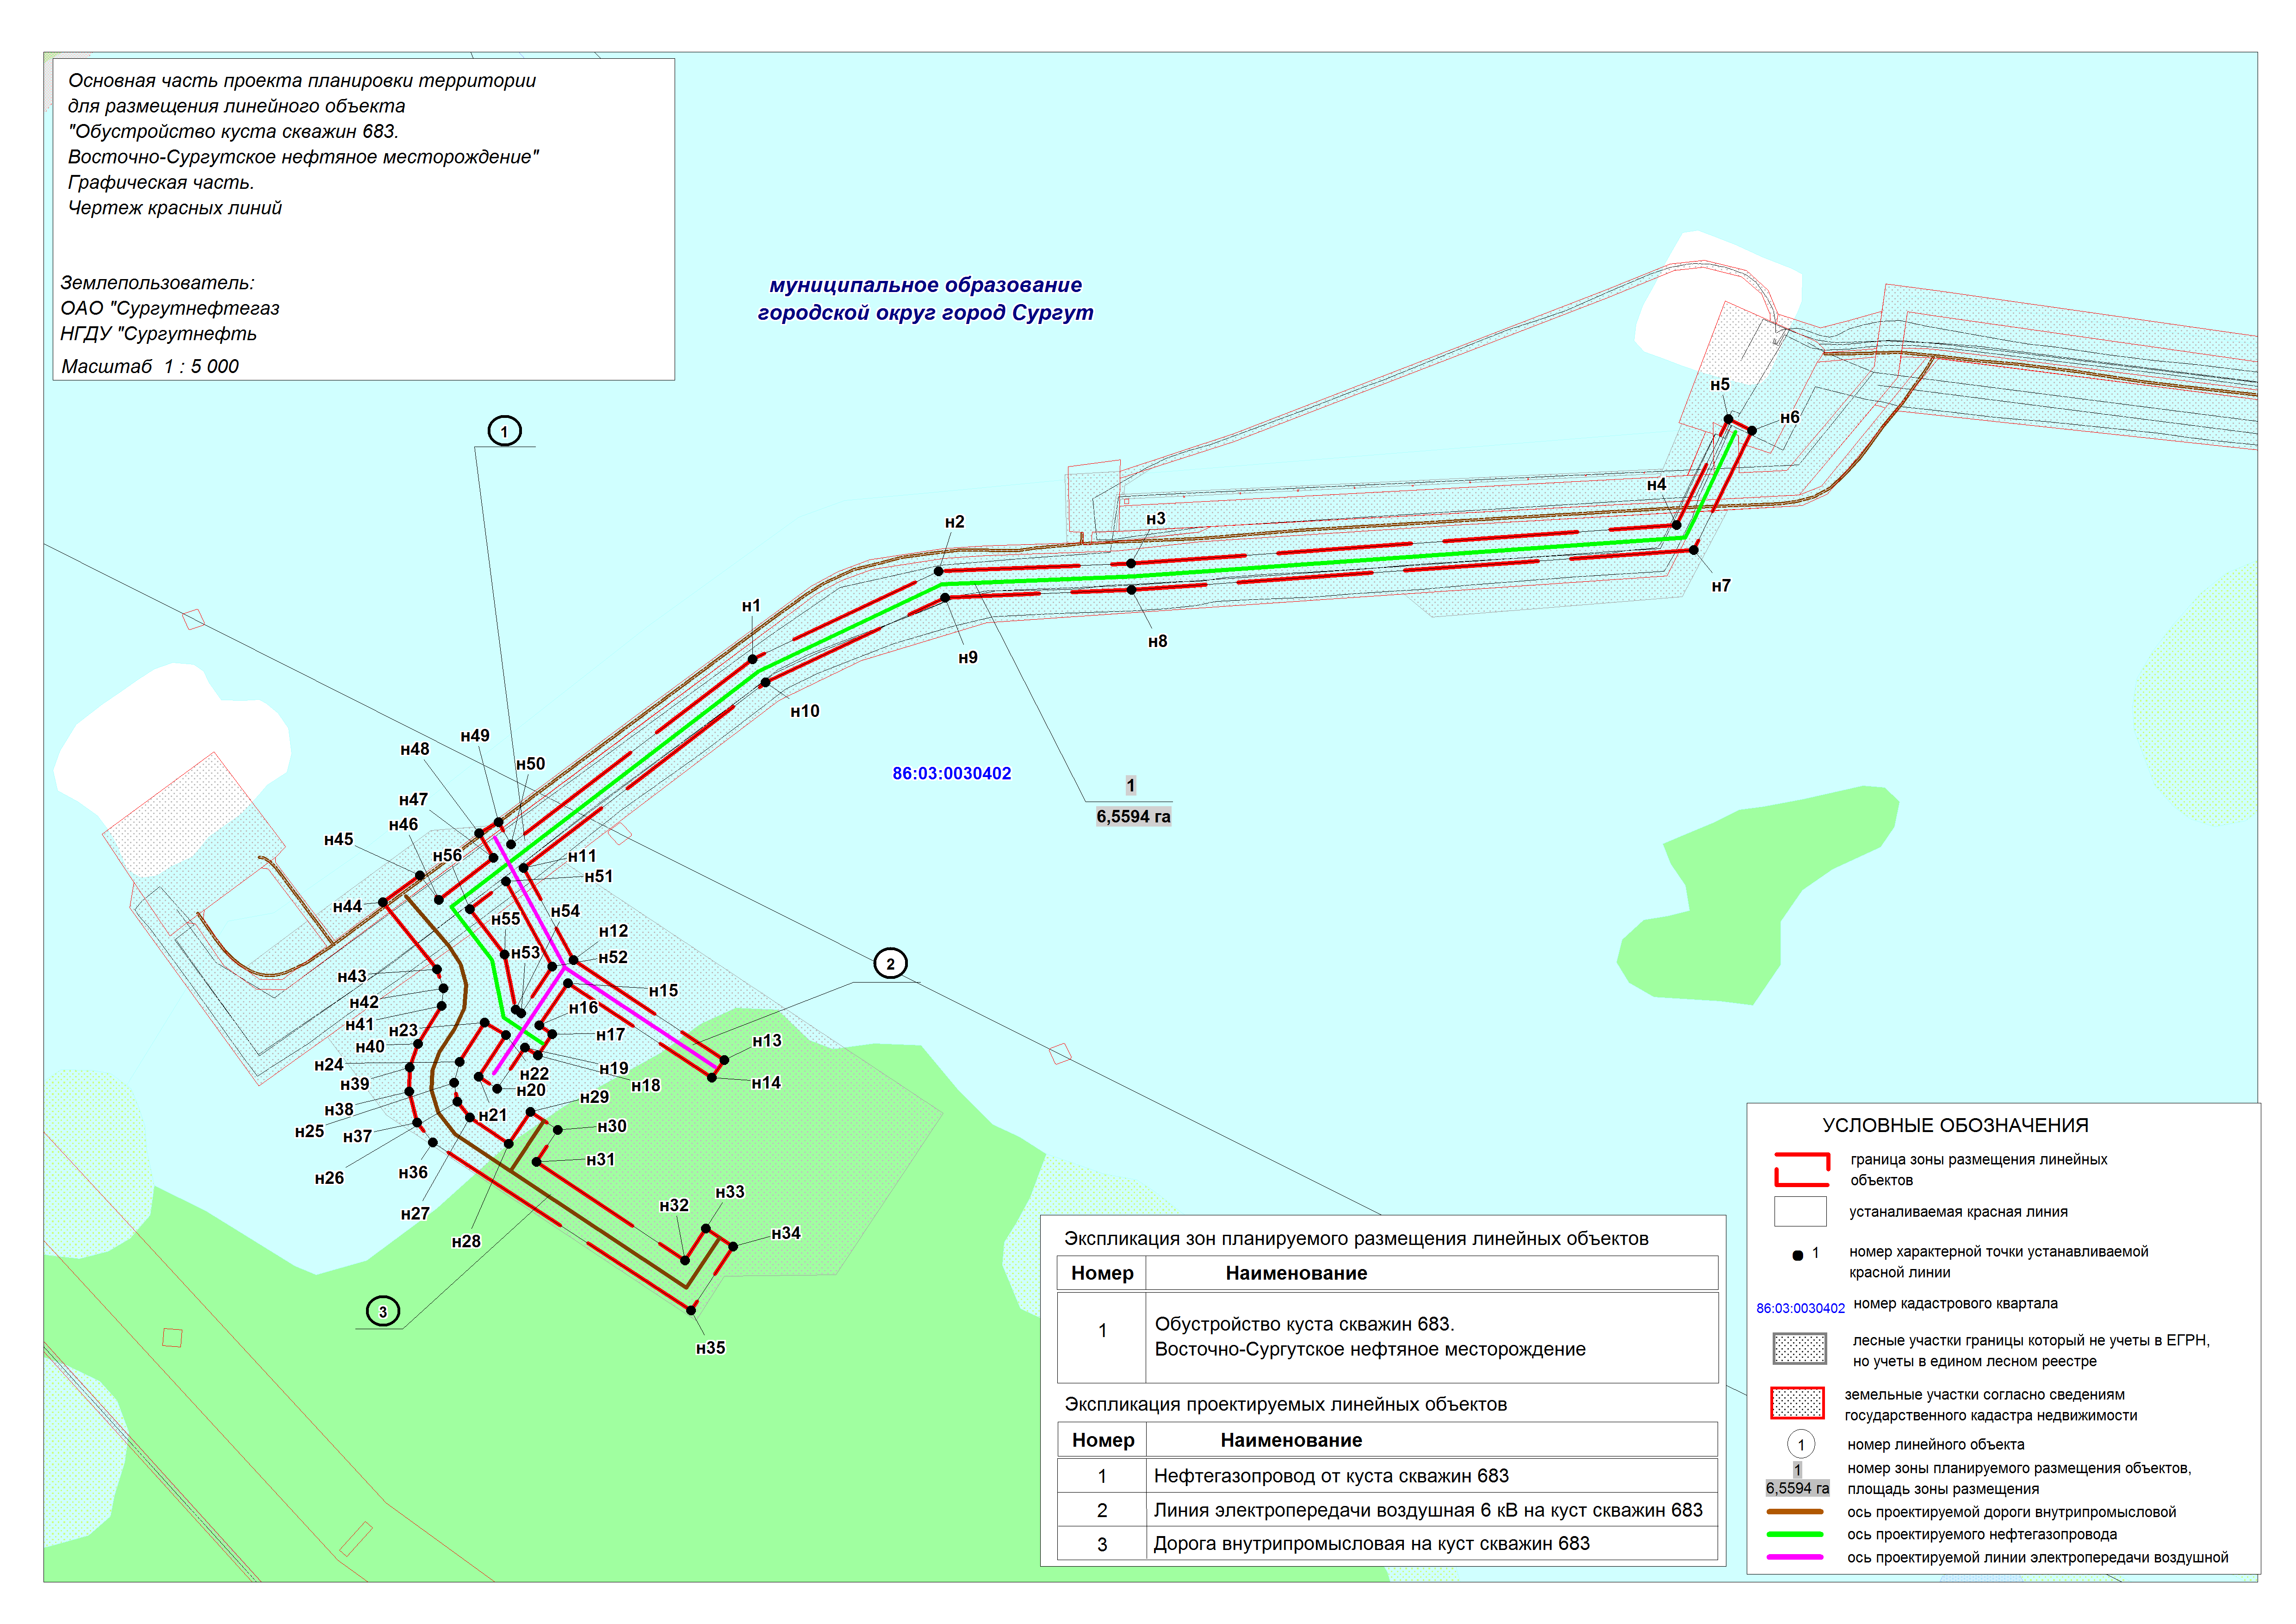 Основная часть проекта планировки территории
для размещения линейного объекта
"Обустройство куста скважин 683.
Восточно-Сургутское нефтяное месторождение"
Графическая часть.
Чертеж красных линий
Землепользователь:
ОАО "Сургутнефтегаз
НГДУ "Сургутнефть
Масштаб 1 : 5 000
муниципальное образование
городской округ город Сургут
1
н5
н6
н4
н3
н2
н7
н1
н8
н9
н10
н49
н48
н50
86:03:0030402
1
6,5594 га
н47
н46
н45
н56
н11
н51
н44
н54
н55
н12
н53
н52
2
н43
н15
н42
н16
н41
н23
н17
н40
н13
н24
н19
н22
н39
н18
н14
н20
н29
н38
н21
н25
н37
н30
н31
н36
н26
н33
н27
н32
н34
н28
3
н35
Экспликация зон планируемого размещения линейных объектов
Номер Наименование
1 Обустройство куста скважин 683.
Восточно-Сургутское нефтяное месторождение
Экспликация проектируемых линейных объектов
Номер Наименование
1 Нефтегазопровод от куста скважин 683
2 Линия электропередачи воздушная 6 кВ на куст скважин 683
3 Дорога внутрипромысловая на куст скважин 683
УСЛОВНЫЕ ОБОЗНАЧЕНИЯ
граница зоны размещения линейных
объектов
устаналиваемая красная линия
1 номер характерной точки устанавливаемой
красной линии
86:03:0030402 номер кадастрового квартала
лесные участки границы который не учеты в ЕГРН,
но учеты в едином лесном реестре
земельные участки согласно сведениям
государственного кадастра недвижимости
1 номер линейного объекта
1 номер зоны планируемого размещения объектов,
6,5594 га площадь зоны размещения
ось проектируемой дороги внутрипромысловой
ось проектируемого нефтегазопровода
ось проектируемой линии электропередачи воздушной